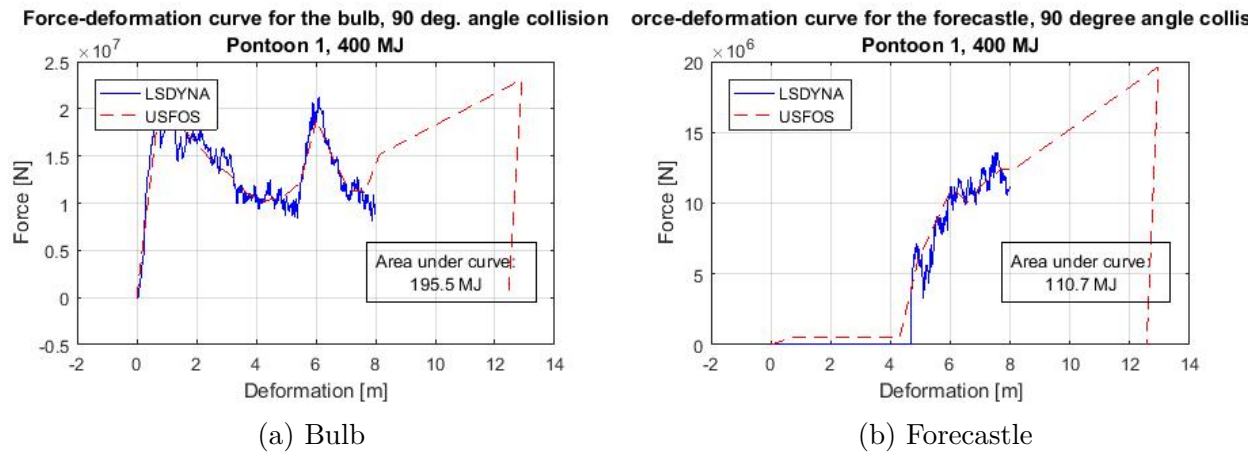 Force-deformation curve for the bulb, 90 deg. angle collision
Pontoon 1, 400 MJ
×10⁷
2.5
2
1.5
1
0.5
0
-0.5
Force [N]
LSDYNA
USFOS
Area under curve:
195.5 MJ
-2 0 2 4 6 8 10 12 14
Deformation [m]
(a) Bulb
orce-deformation curve for the forecastle, 90 degree angle collis
Pontoon 1, 400 MJ
×10⁶
20
15
10
5
0
Force [N]
LSDYNA
USFOS
Area under curve:
110.7 MJ
-2 0 2 4 6 8 10 12 14
Deformation [m]
(b) Forecastle